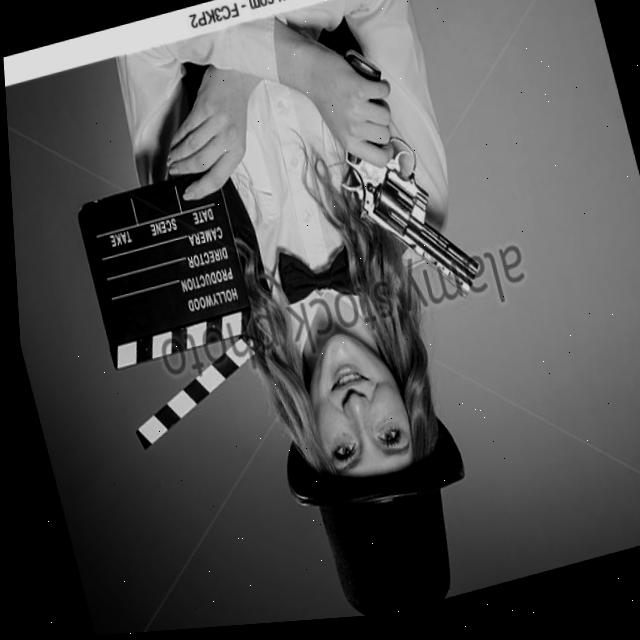 HOLLYWOOD
PRODUCTION
DIRECTOR
CAMERA
DATE SCENE TAKE
alamy stock photo
.com - FC3KP2